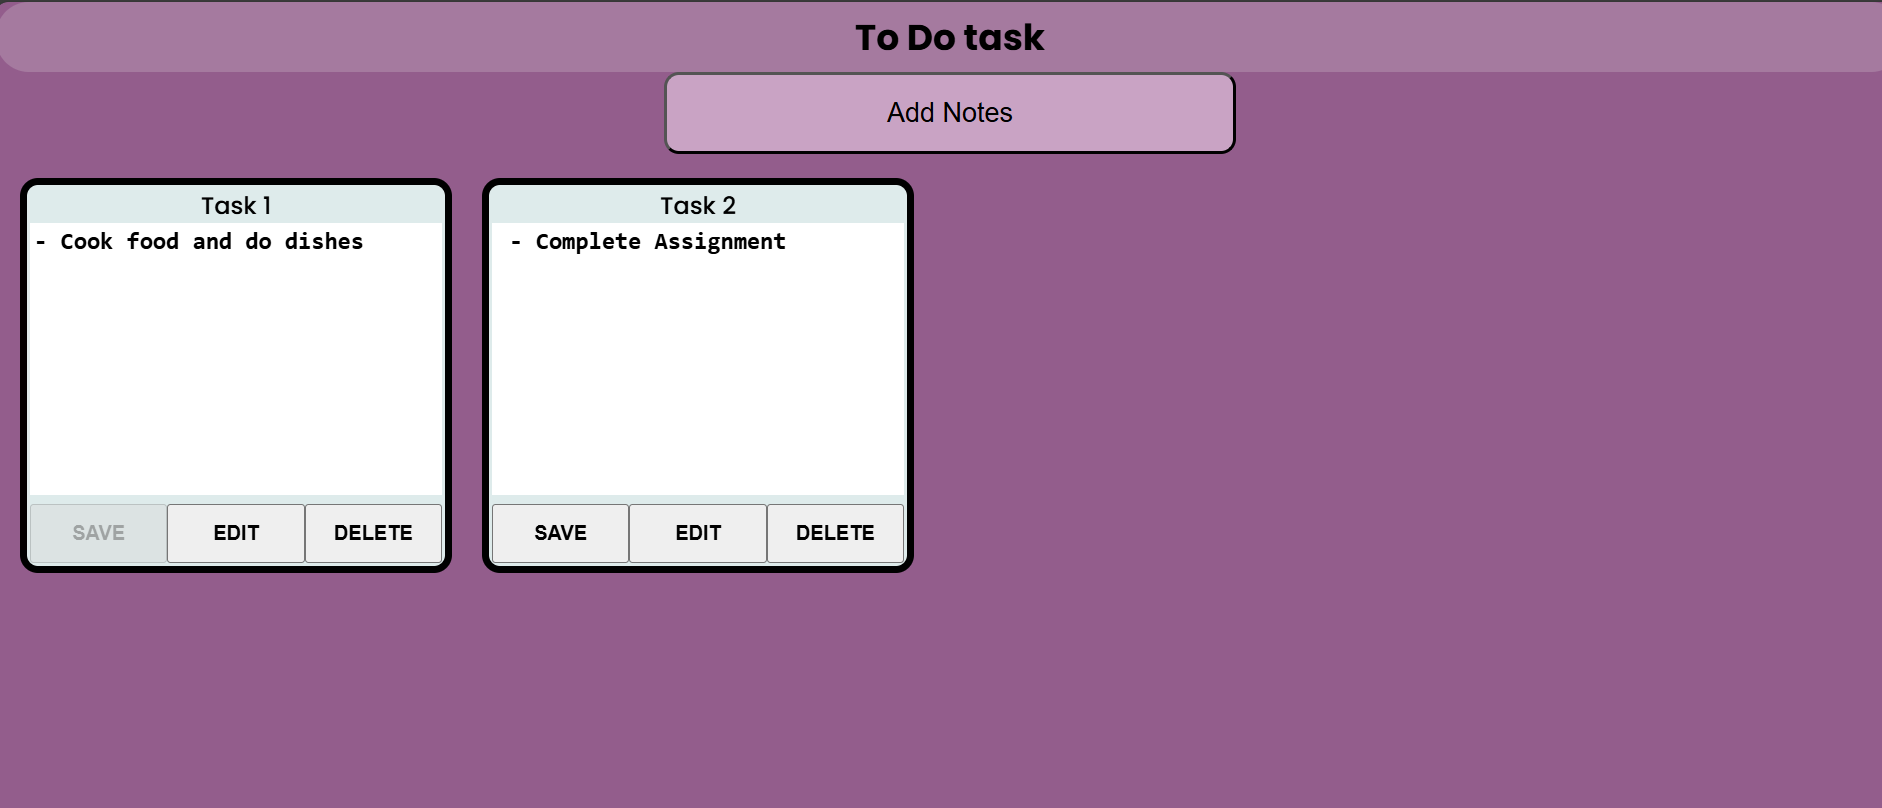 To Do task
Add Notes
Task 1
- Cook food and do dishes
SAVE EDIT DELETE
Task 2
- Complete Assignment
SAVE EDIT DELETE